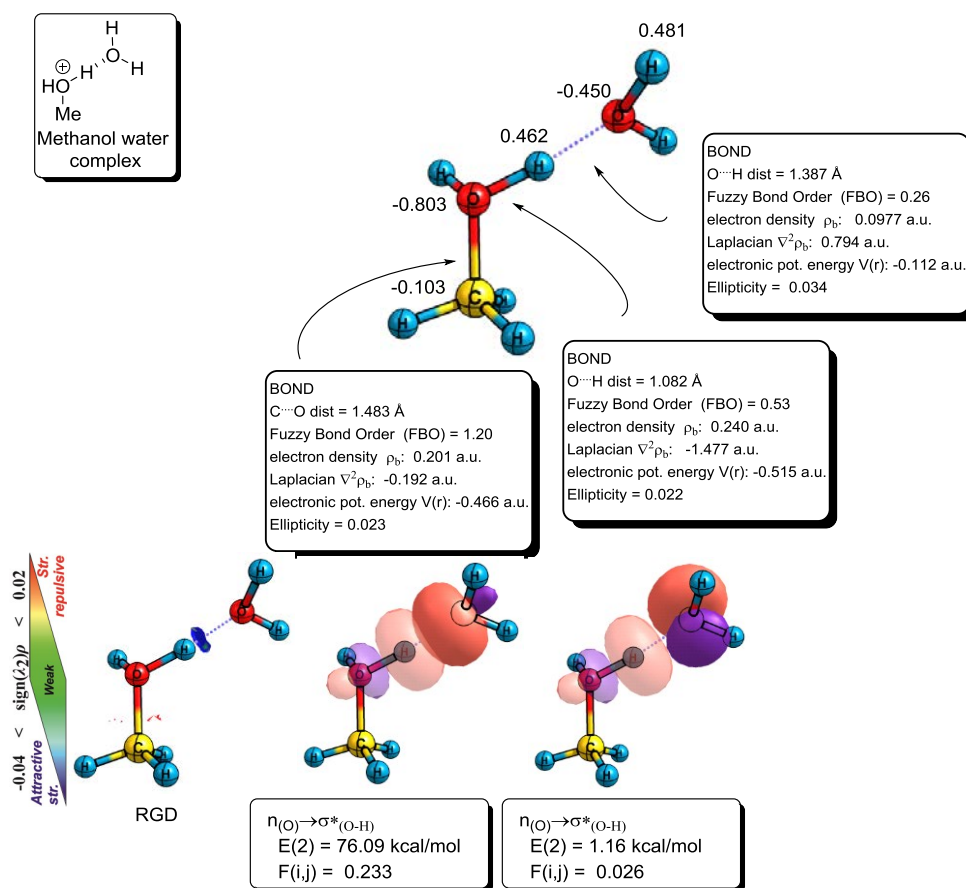 H
O
H
⊕
H
HO
Me
Methanol water
complex
0.481
H
-0.450
O
H
0.462
H
H
O
-0.803
-0.103
C
H
H
H
BOND
O····H dist = 1.387 Å
Fuzzy Bond Order (FBO) = 0.26
electron density ρb: 0.0977 a.u.
Laplacian ∇²ρb: 0.794 a.u.
electronic pot. energy V(r): -0.112 a.u.
Ellipticity = 0.034
BOND
C····O dist = 1.483 Å
Fuzzy Bond Order (FBO) = 1.20
electron density ρb: 0.201 a.u.
Laplacian ∇²ρb: -0.192 a.u.
electronic pot. energy V(r): -0.466 a.u.
Ellipticity = 0.023
BOND
O····H dist = 1.082 Å
Fuzzy Bond Order (FBO) = 0.53
electron density ρb: 0.240 a.u.
Laplacian ∇²ρb: -1.477 a.u.
electronic pot. energy V(r): -0.515 a.u.
Ellipticity = 0.022
-0.04 < sign(λ2)ρ < 0.02
Str.
repulsive
Weak
Attractive
str.
H
O
H
H
H
O
C
H
H
H
RGD
H
H
H
H
O
C
H
H
H
H
H
H
H
O
C
H
H
H
n(O)→σ*(O-H)
E(2) = 76.09 kcal/mol
F(i,j) = 0.233
n(O)→σ*(O-H)
E(2) = 1.16 kcal/mol
F(i,j) = 0.026